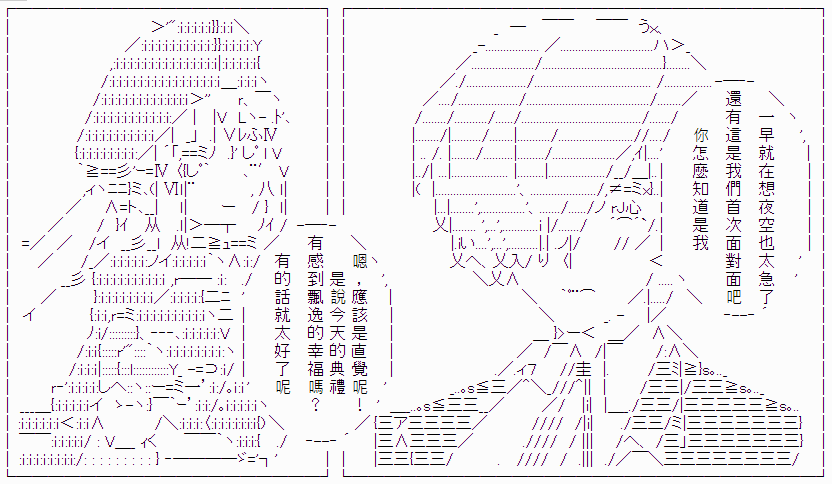 一早就在想夜空也太急了
還有這是我們首次面對面吧
你怎麼知道是我
嗯，應該是直覺呢！
是說今天的典禮
有感到飄逸的幸福嗎？
有的話就太好了呢